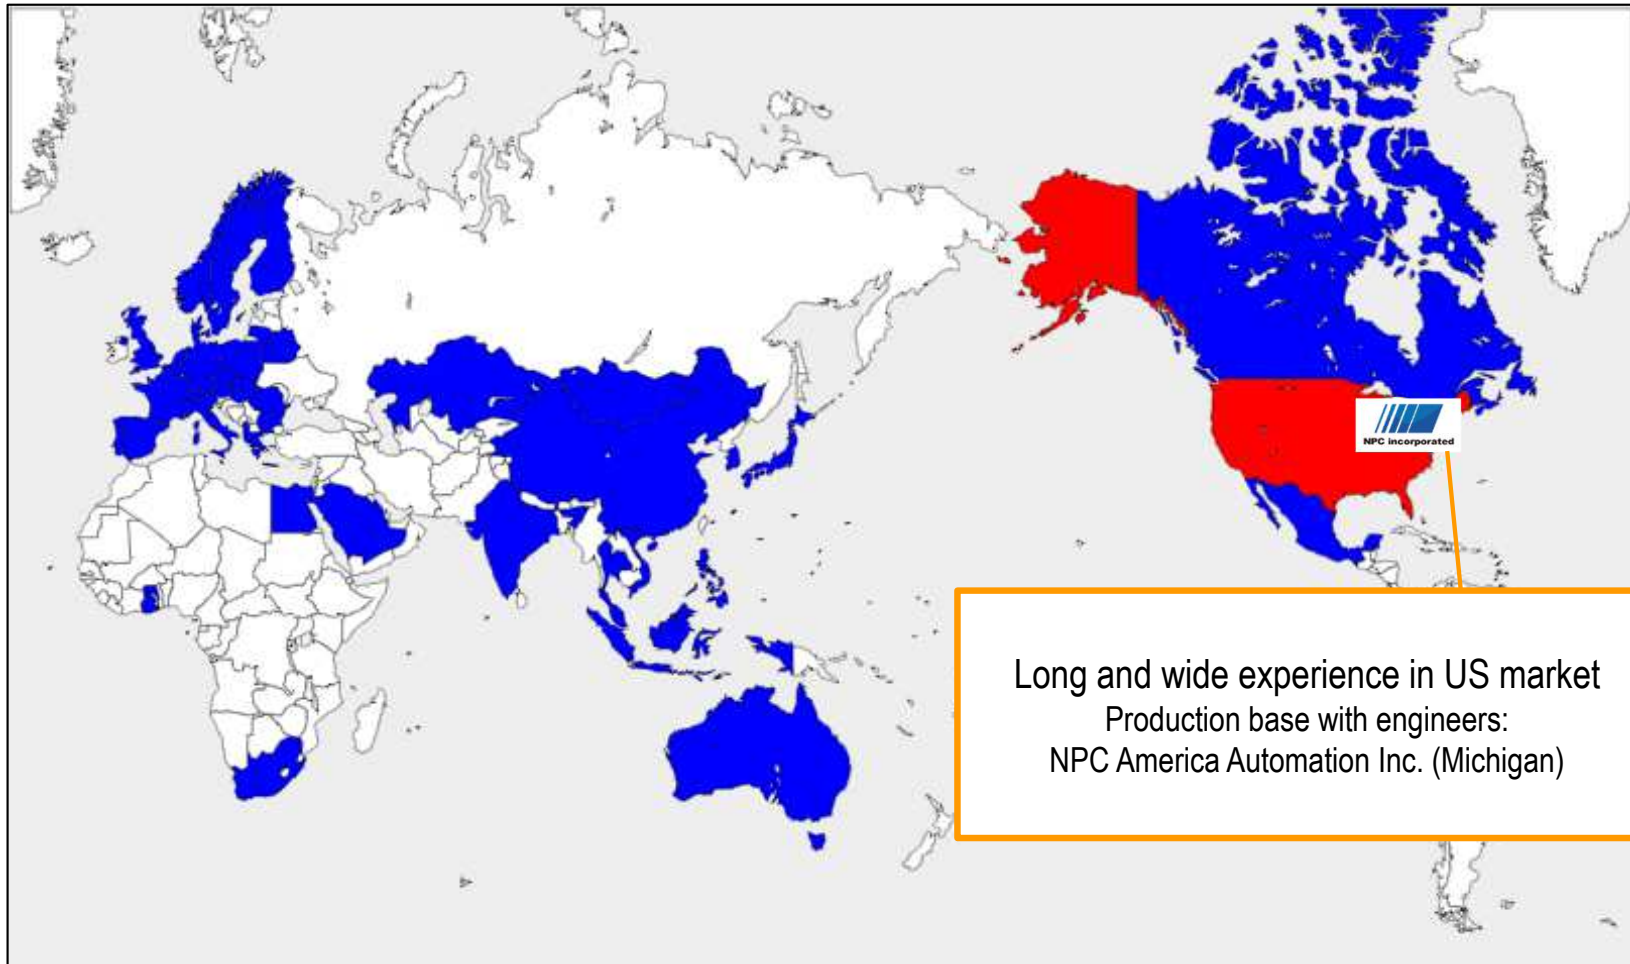 NPC incorporated
Long and wide experience in US market
Production base with engineers:
NPC America Automation Inc. (Michigan)